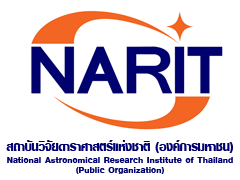 NARIT
สถาบันวิจัยดาราศาสตร์แห่งชาติ (องค์การมหาชน)
National Astronomical Research Institute of Thailand
(Public Organization)